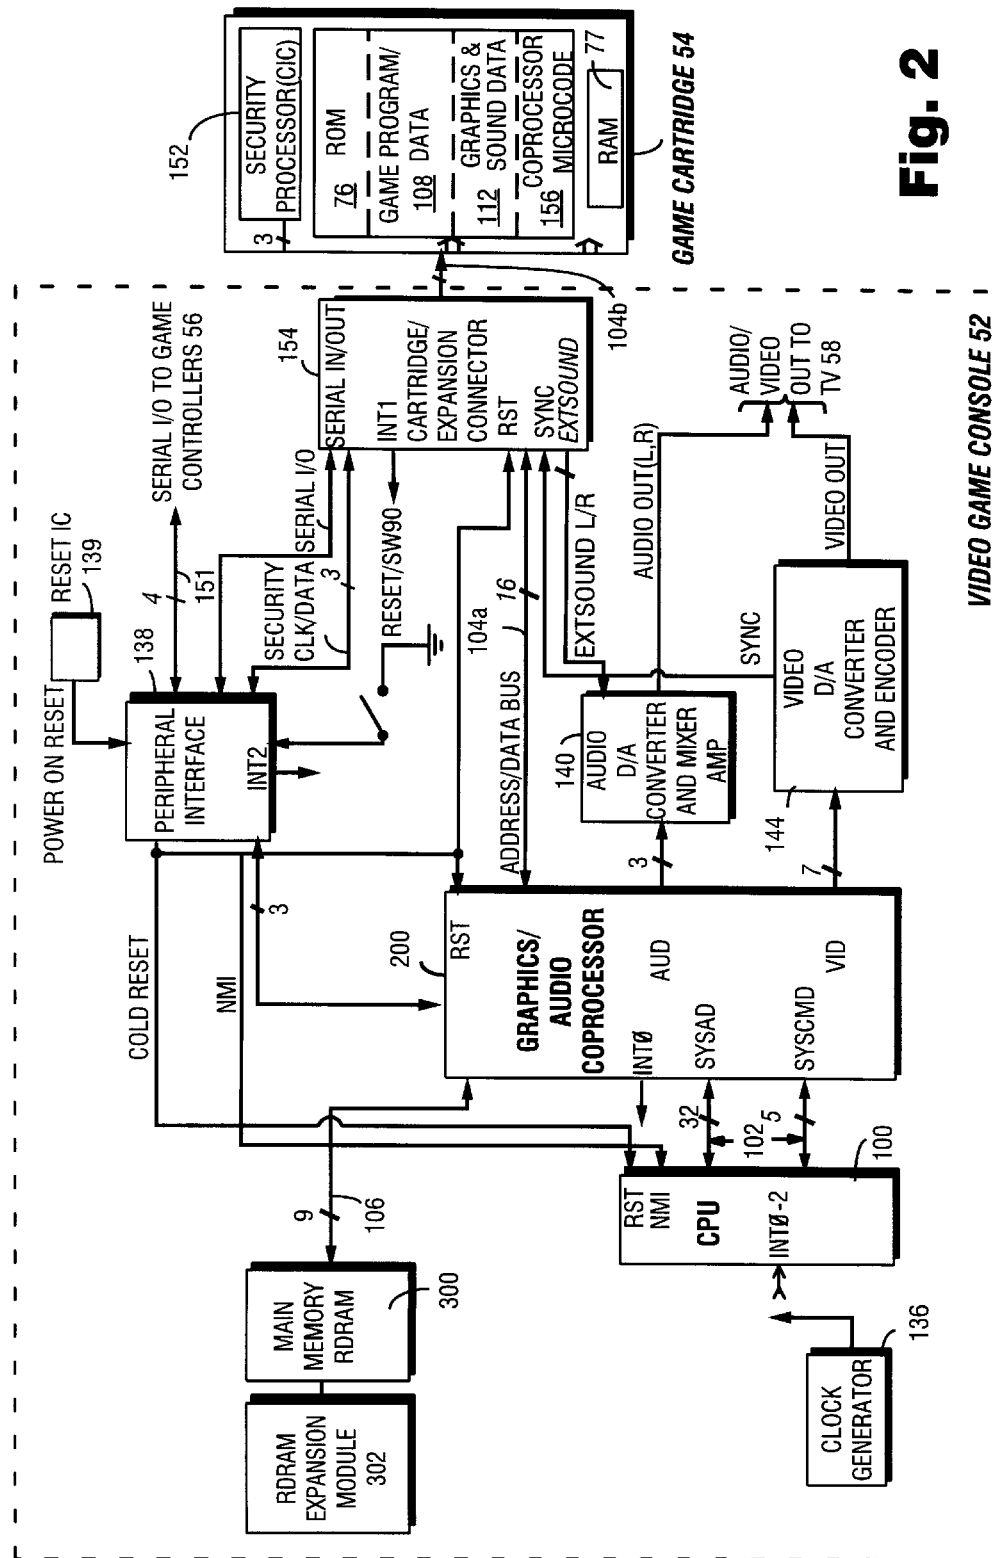 152
SECURITY
PROCESSOR(CIC)
3
ROM
76
GAME PROGRAM/
108 DATA
GRAPHICS &
112 SOUND DATA
COPROCESSOR
156 MICROCODE
77
RAM
GAME CARTRIDGE 54
Fig. 2
SERIAL I/O TO GAME
CONTROLLERS 56
154
SERIAL IN/OUT
INT1
CARTRIDGE/
EXPANSION
CONNECTOR
RST
SYNC
EXTSOUND
104b
AUDIO/
VIDEO
OUT TO
TV 58
RESET IC
139
POWER ON RESET
4
151
138
PERIPHERAL
INTERFACE
INT2
SERIAL I/O
SECURITY
CLK/DATA
3
RESET/SW90
104a
16
ADDRESS/DATA BUS
EXTSOUND L/R
AUDIO OUT(L,R)
VIDEO OUT
SYNC
140
AUDIO
D/A
CONVERTER
AND MIXER
AMP
VIDEO
D/A
CONVERTER
AND ENCODER
144
3
7
COLD RESET
NMI
3
200
RST
GRAPHICS/
AUDIO
COPROCESSOR
AUD
VID
INTØ
SYSAD
SYSCMD
32
102
5
100
RST
NMI
CPU
INTØ-2
9
106
MAIN
MEMORY
RDRAM
300
RDRAM
EXPANSION
MODULE
302
136
CLOCK
GENERATOR
VIDEO GAME CONSOLE 52